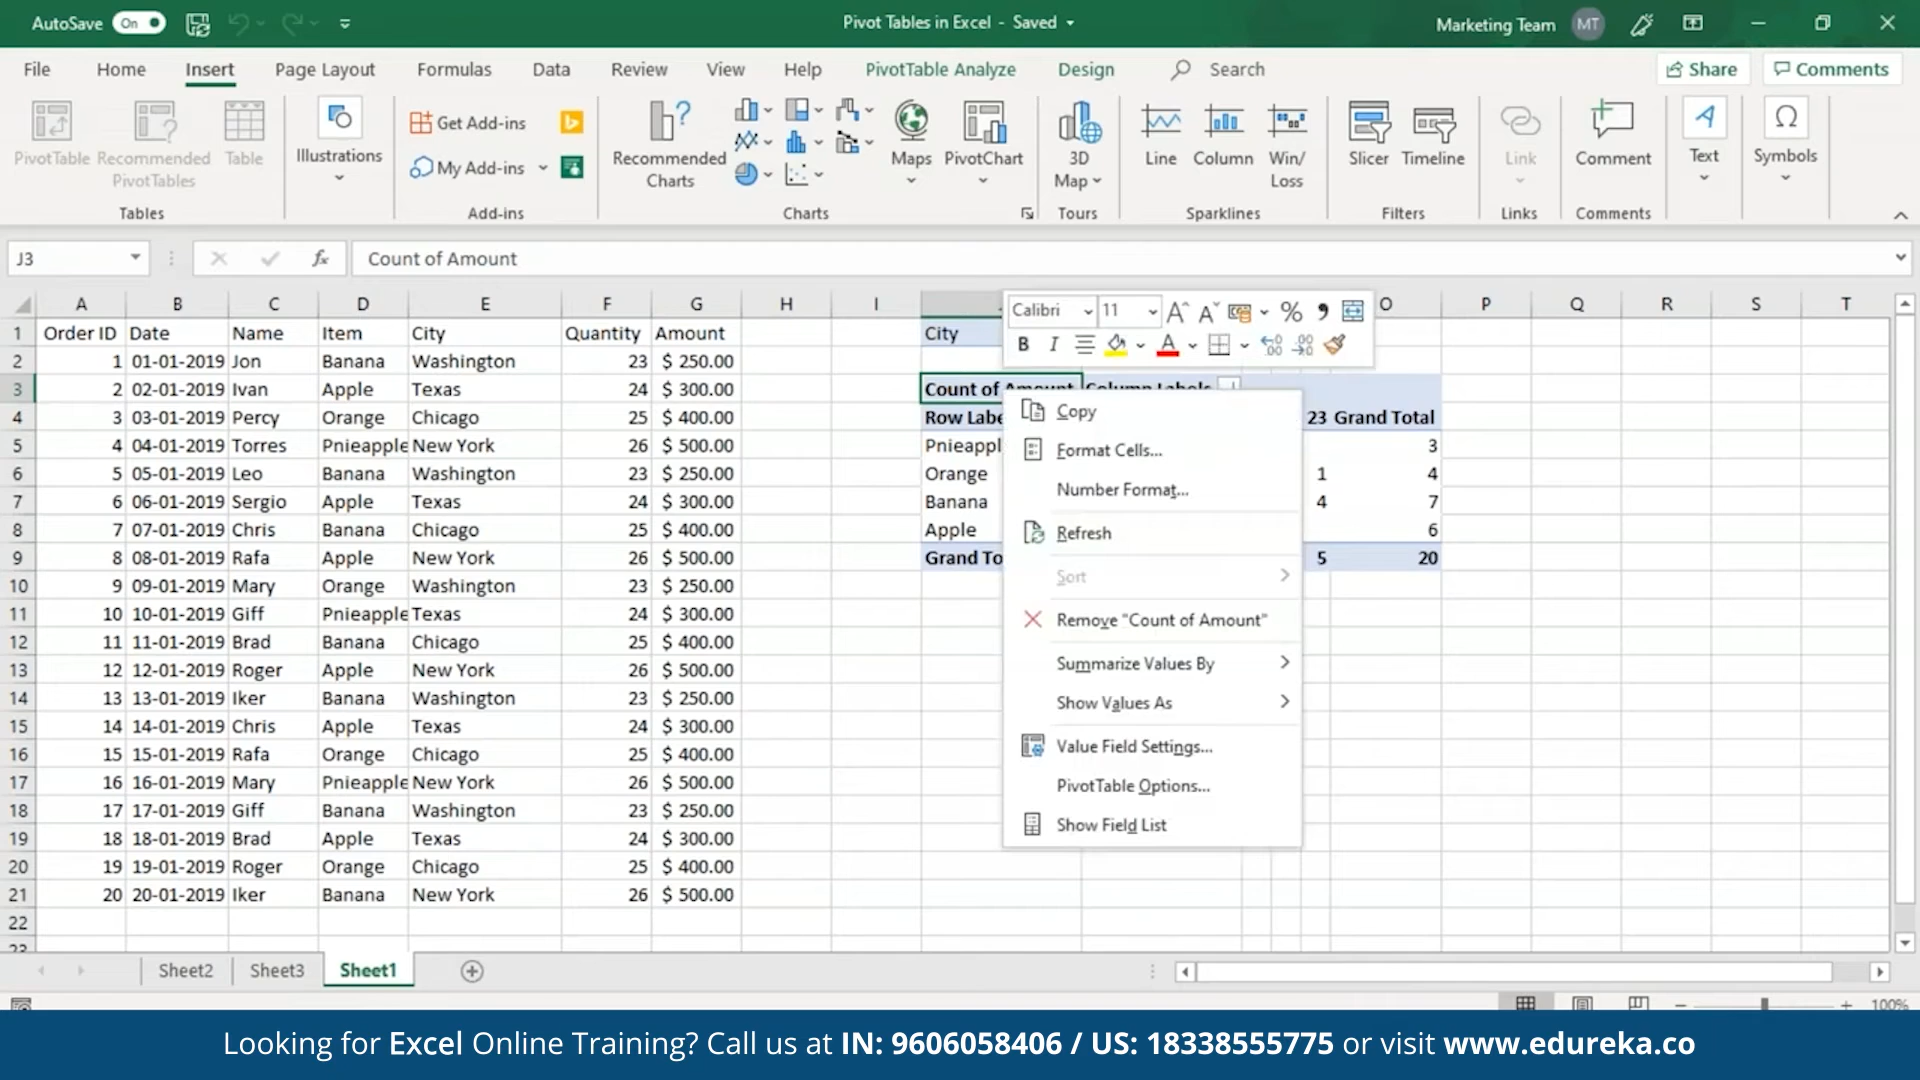 AutoSave On
Pivot Tables in Excel - Saved
Marketing Team MT
File Home Insert Page Layout Formulas Data Review View Help PivotTable Analyze Design Search Share Comments
PivotTable Recommended PivotTables Table
Illustrations
Get Add-ins
My Add-ins
Recommended Charts
Maps PivotChart
3D Map
Line Column Win/Loss
Slicer Timeline
Link
Comment
Text
Symbols
Tables Add-ins Charts Tours Sparklines Filters Links Comments
J3 fx Count of Amount
A B C D E F G H I O P Q R S T
1 Order ID Date Name Item City Quantity Amount City
2 1 01-01-2019 Jon Banana Washington 23 $ 250.00
3 2 02-01-2019 Ivan Apple Texas 24 $ 300.00 Count of Amount Column Labels
4 3 03-01-2019 Percy Orange Chicago 25 $ 400.00 Row Labe 23 Grand Total
5 4 04-01-2019 Torres Pnieapple New York 26 $ 500.00 Pnieappl 3
6 5 05-01-2019 Leo Banana Washington 23 $ 250.00 Orange 1 4
7 6 06-01-2019 Sergio Apple Texas 24 $ 300.00 Banana 4 7
8 7 07-01-2019 Chris Banana Chicago 25 $ 400.00 Apple 6
9 8 08-01-2019 Rafa Apple New York 26 $ 500.00 Grand To 5 20
10 9 09-01-2019 Mary Orange Washington 23 $ 250.00
11 10 10-01-2019 Giff Pnieapple Texas 24 $ 300.00
12 11 11-01-2019 Brad Banana Chicago 25 $ 400.00
13 12 12-01-2019 Roger Apple New York 26 $ 500.00
14 13 13-01-2019 Iker Banana Washington 23 $ 250.00
15 14 14-01-2019 Chris Apple Texas 24 $ 300.00
16 15 15-01-2019 Rafa Orange Chicago 25 $ 400.00
17 16 16-01-2019 Mary Pnieapple New York 26 $ 500.00
18 17 17-01-2019 Giff Banana Washington 23 $ 250.00
19 18 18-01-2019 Brad Apple Texas 24 $ 300.00
20 19 19-01-2019 Roger Orange Chicago 25 $ 400.00
21 20 20-01-2019 Iker Banana New York 26 $ 500.00
22
23
Calibri 11 A A % ,
B I A .00 .00
Copy
Format Cells...
Number Format...
Refresh
Sort
Remove "Count of Amount"
Summarize Values By
Show Values As
Value Field Settings...
PivotTable Options...
Show Field List
Sheet2 Sheet3 Sheet1
100%
Looking for Excel Online Training? Call us at IN: 9606058406 / US: 18338555775 or visit www.edureka.co